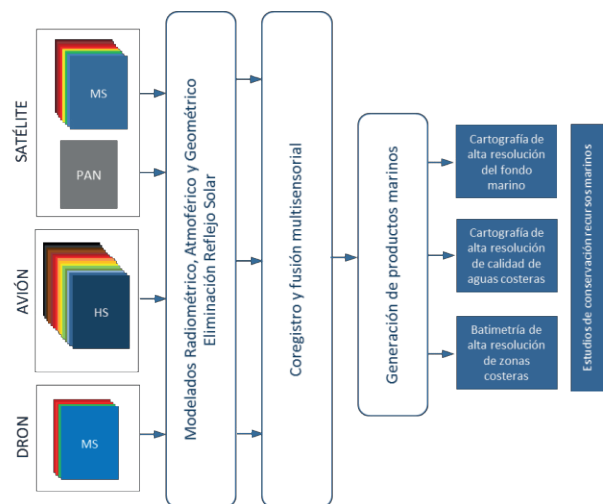 SATÉLITE
MS
PAN
AVIÓN
HS
DRON
MS
Modelados Radiométrico, Atmoférico y Geométrico
Eliminación Reflejo Solar
Coregistro y fusión multisensorial
Generación de productos marinos
Cartografía de
alta resolución
del fondo
marino
Cartografía de
alta resolución
de calidad de
aguas costeras
Batimetría de
alta resolución
de zonas
costeras
Estudios de conservación recursos marinos